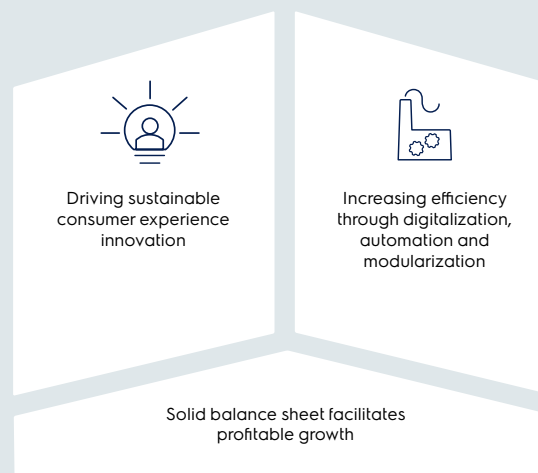 Driving sustainable
consumer experience
innovation
Increasing efficiency
through digitalization,
automation and
modularization
Solid balance sheet facilitates
profitable growth